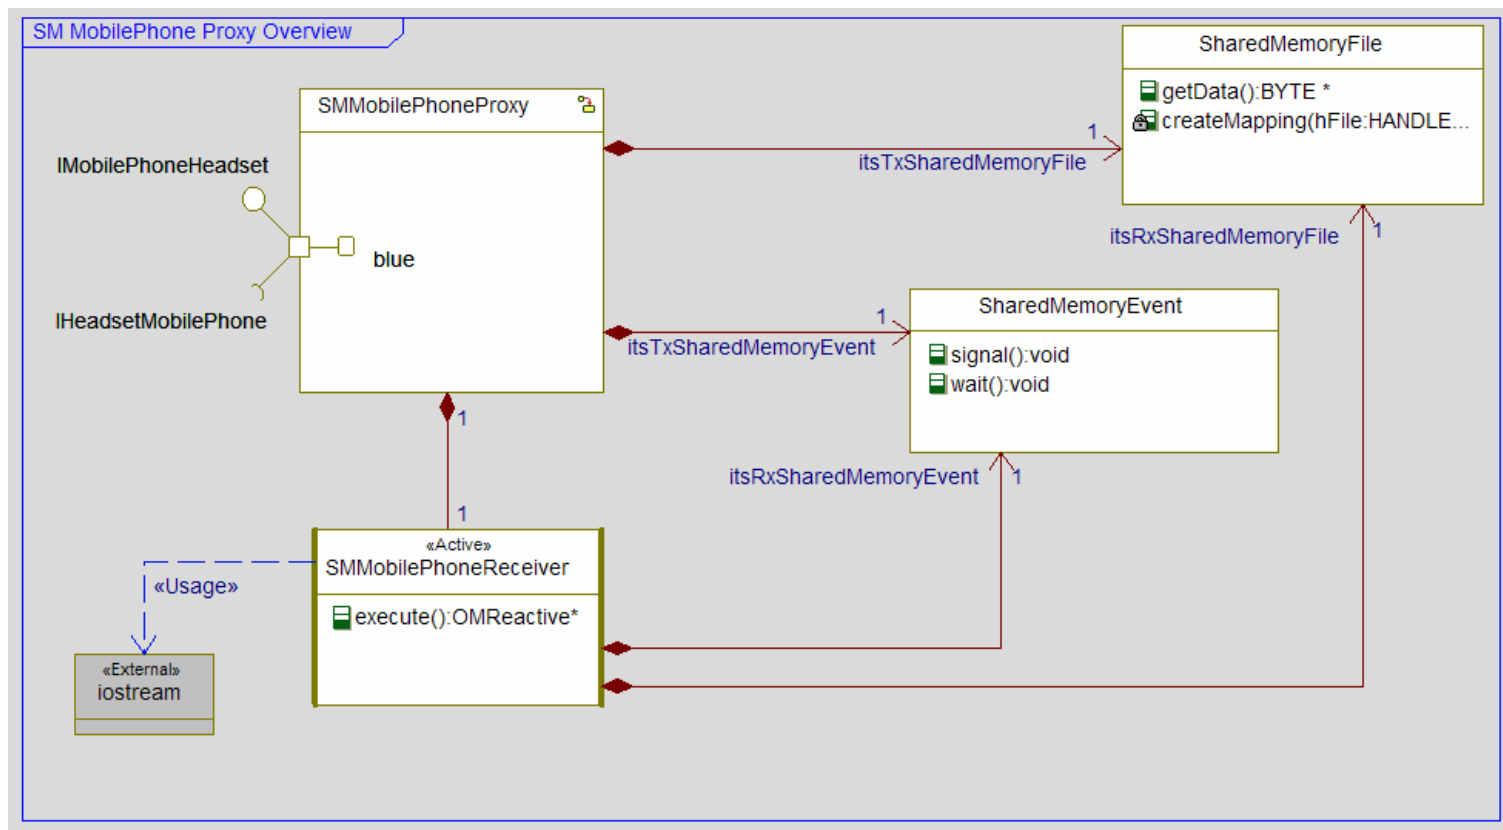 SM MobilePhone Proxy Overview
SharedMemoryFile
getData():BYTE *
createMapping(hFile:HANDLE...
SMMobilePhoneProxy
1
itsTxSharedMemoryFile
IMobilePhoneHeadset
blue
IHeadsetMobilePhone
itsRxSharedMemoryFile
1
SharedMemoryEvent
signal():void
wait():void
1
itsTxSharedMemoryEvent
1
itsRxSharedMemoryEvent
1
1
«Active»
SMMobilePhoneReceiver
execute():OMReactive*
«Usage»
«External»
iostream